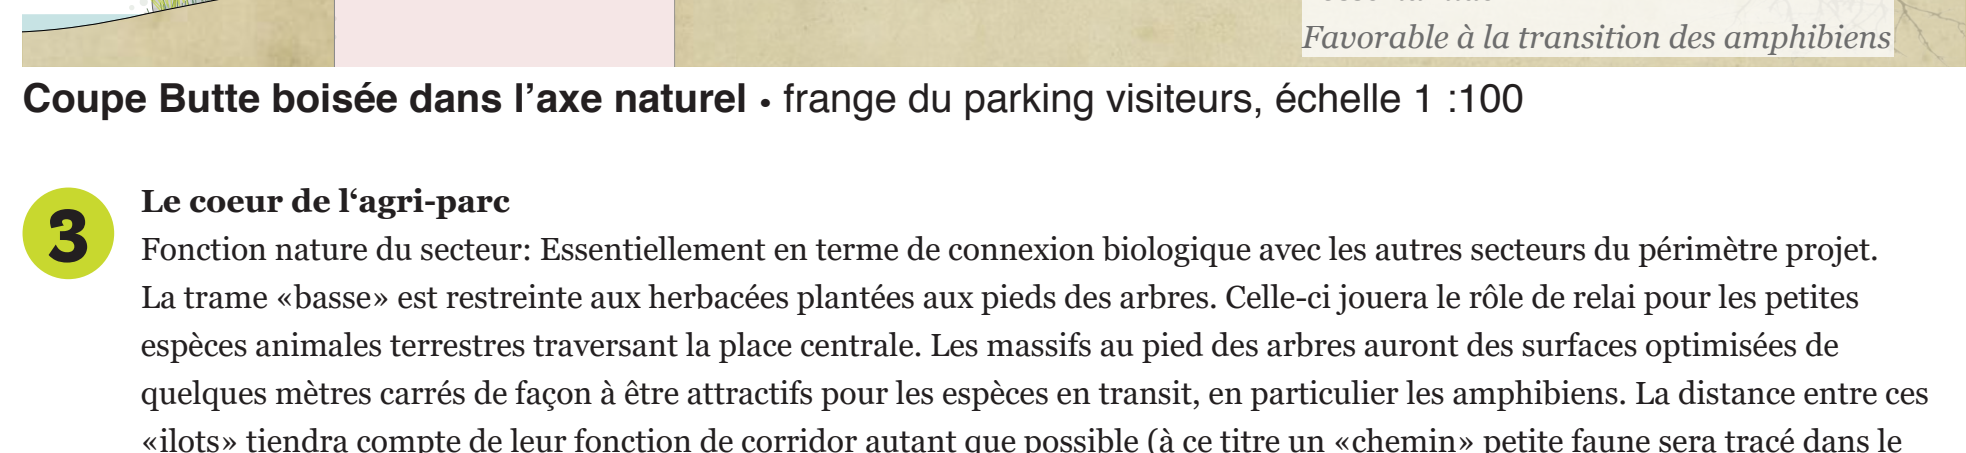 Favorable à la transition des amphibiens
Coupe Butte boisée dans l’axe naturel • frange du parking visiteurs, échelle 1 :100
3
Le coeur de l‘agri-parc
Fonction nature du secteur: Essentiellement en terme de connexion biologique avec les autres secteurs du périmètre projet.
La trame «basse» est restreinte aux herbacées plantées aux pieds des arbres. Celle-ci jouera le rôle de relai pour les petites
espèces animales terrestres traversant la place centrale. Les massifs au pied des arbres auront des surfaces optimisées de
quelques mètres carrés de façon à être attractifs pour les espèces en transit, en particulier les amphibiens. La distance entre ces
«ilots» tiendra compte de leur fonction de corridor autant que possible (à ce titre un «chemin» petite faune sera tracé dans le